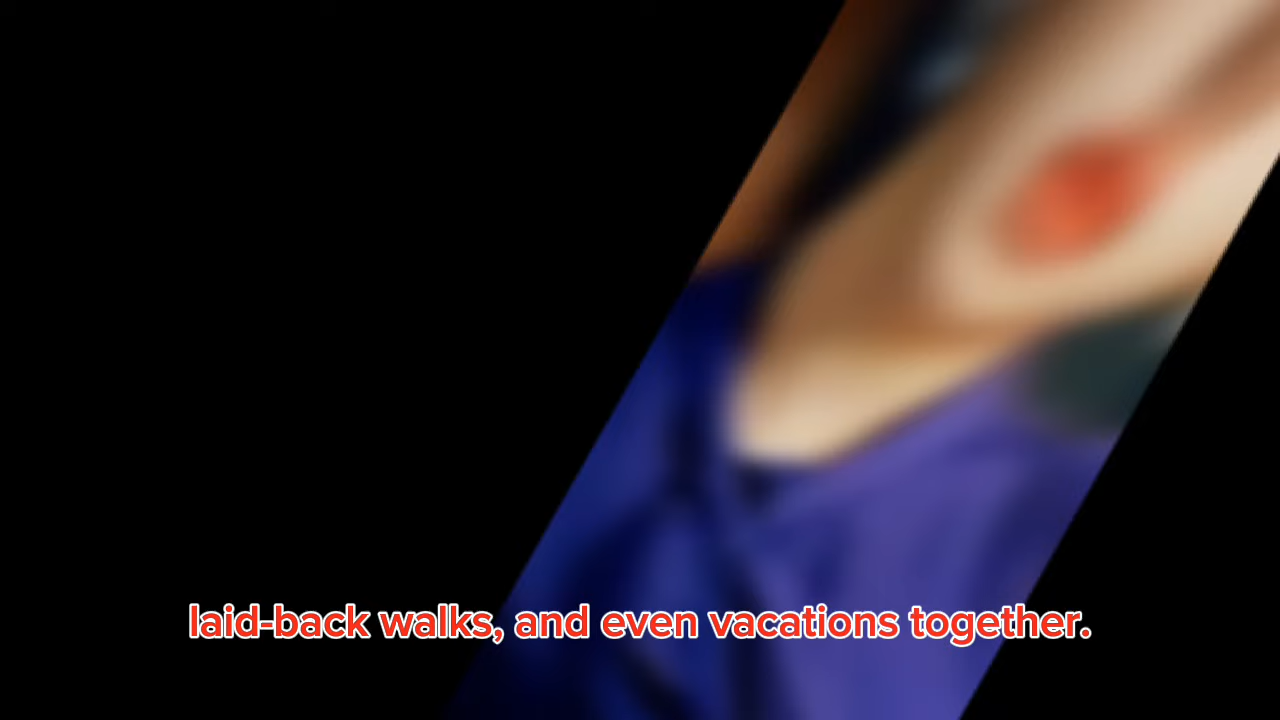 laid-back walks, and even vacations together.